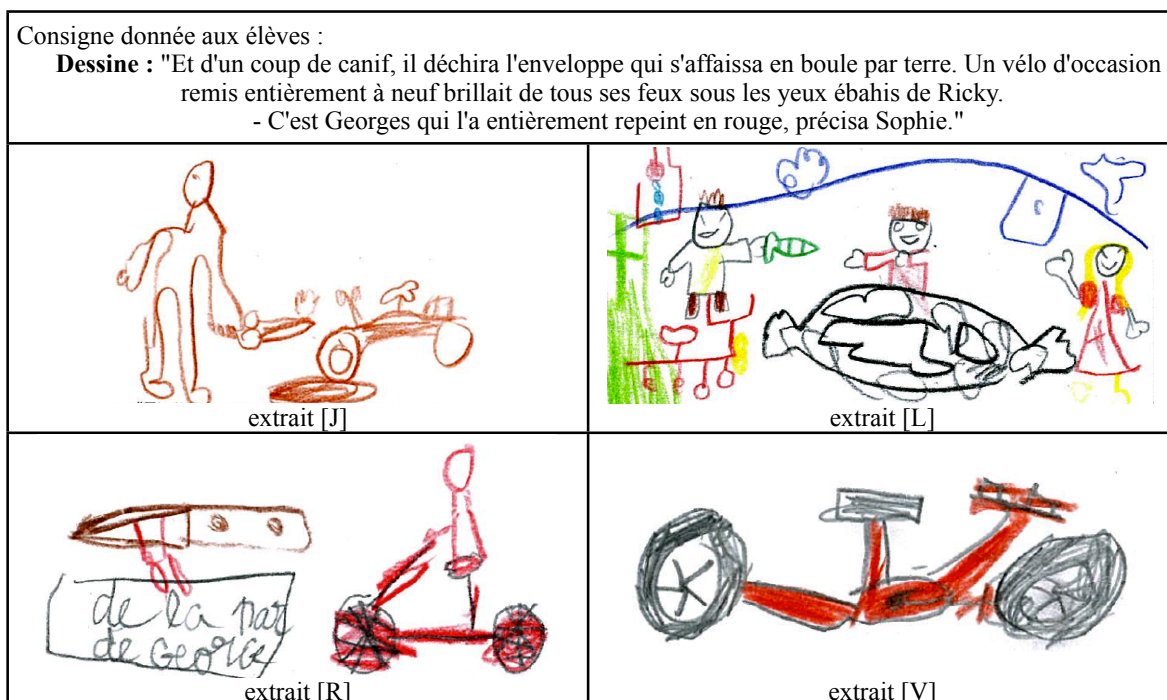 Consigne donnée aux élèves :
Dessine : "Et d'un coup de canif, il déchira l'enveloppe qui s'affaissa en boule par terre. Un vélo d'occasion
remis entièrement à neuf brillait de tous ses feux sous les yeux ébahis de Ricky.
- C'est Georges qui l'a entièrement repeint en rouge, précisa Sophie."
extrait [J]
extrait [L]
de la par
de George
extrait [R]
extrait [V]